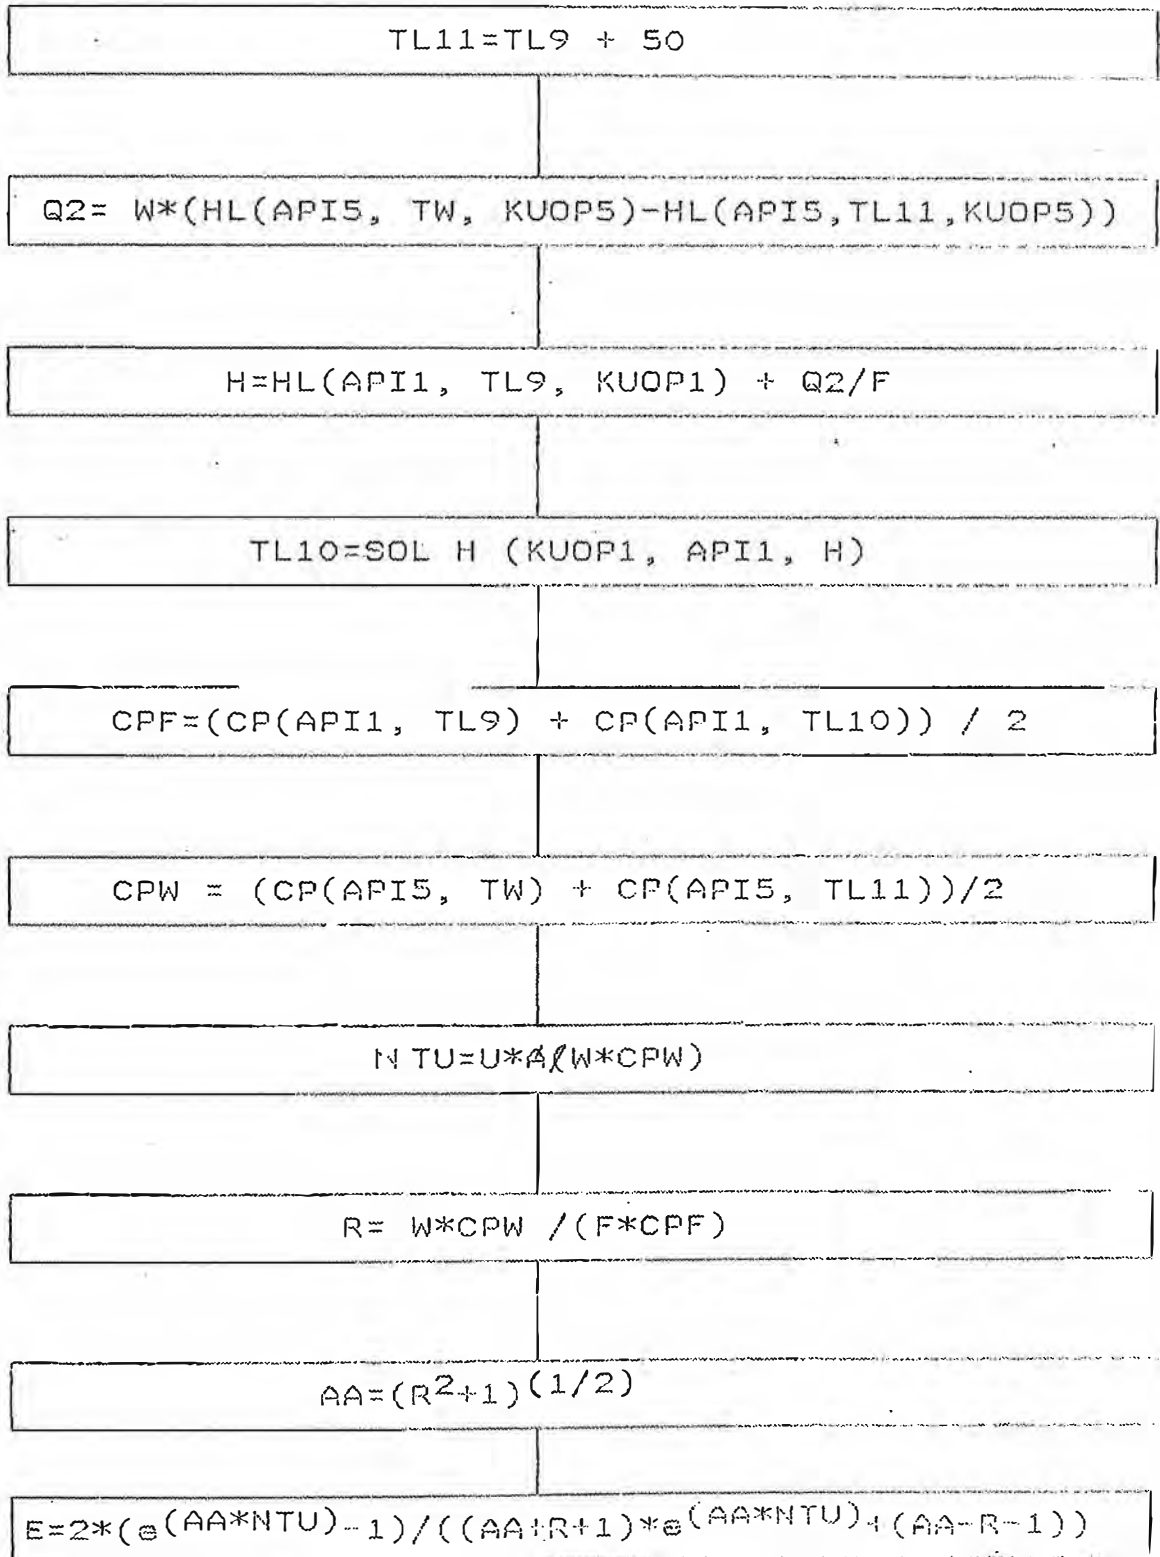 TL11=TL9 + 50
Q2= W*(HL(API5, TW, KUOP5)-HL(API5,TL11,KUOP5))
H=HL(API1, TL9, KUOP1) + Q2/F
TL10=SOL H (KUOP1, API1, H)
CPF=(CP(API1, TL9) + CP(API1, TL10)) / 2
CPW = (CP(API5, TW) + CP(API5, TL11))/2
N TU=U*A/(W*CPW)
R= W*CPW /(F*CPF)
AA=(R^2+1)^(1/2)
E=2*(e^(AA*NTU)-1)/((AA+R+1)*e^(AA*NTU)+(AA-R-1))